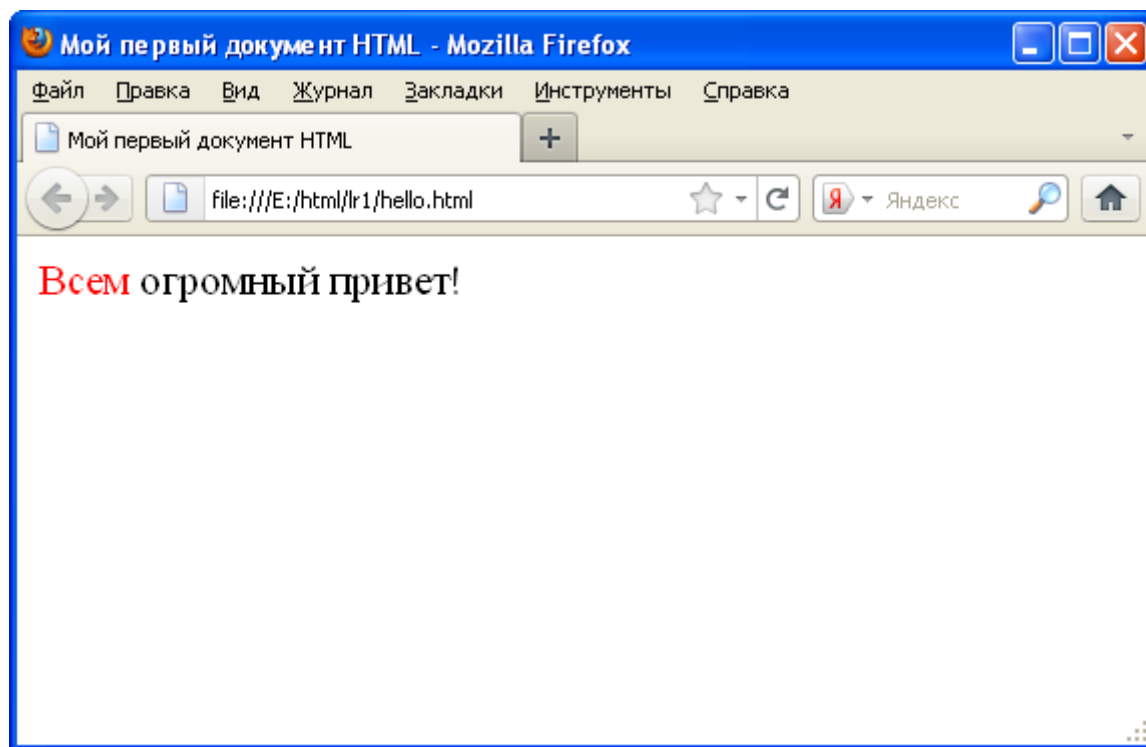 Мой первый документ HTML - Mozilla Firefox
Файл Правка Вид Журнал Закладки Инструменты Справка
Мой первый документ HTML +
file:///E:/html/lr1/hello.html Я Яндекс
Всем огромный привет!